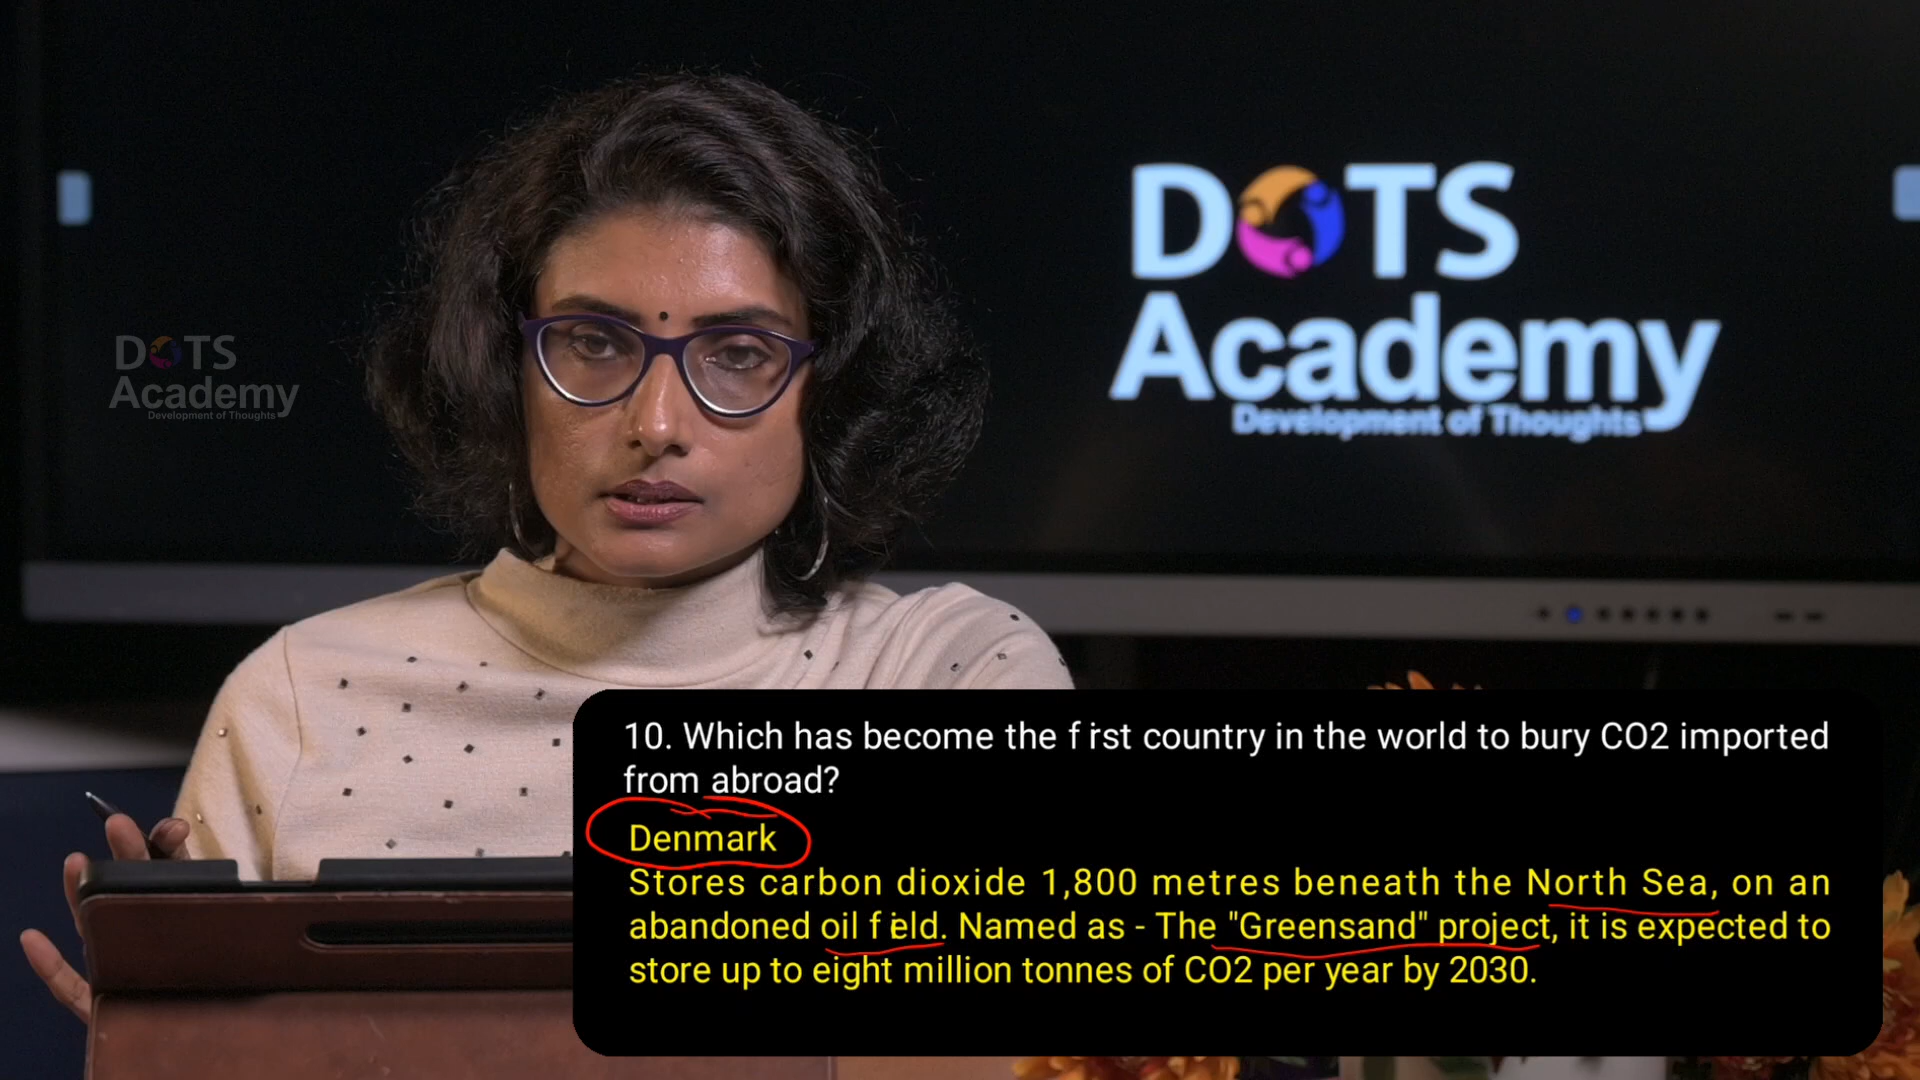 DOTS
Academy
Development of Thoughts
DOTS
Academy
Development of Thoughts
10. Which has become the first country in the world to bury CO2 imported
from abroad?
Denmark
Stores carbon dioxide 1,800 metres beneath the North Sea, on an
abandoned oil field. Named as - The "Greensand" project, it is expected to
store up to eight million tonnes of CO2 per year by 2030.